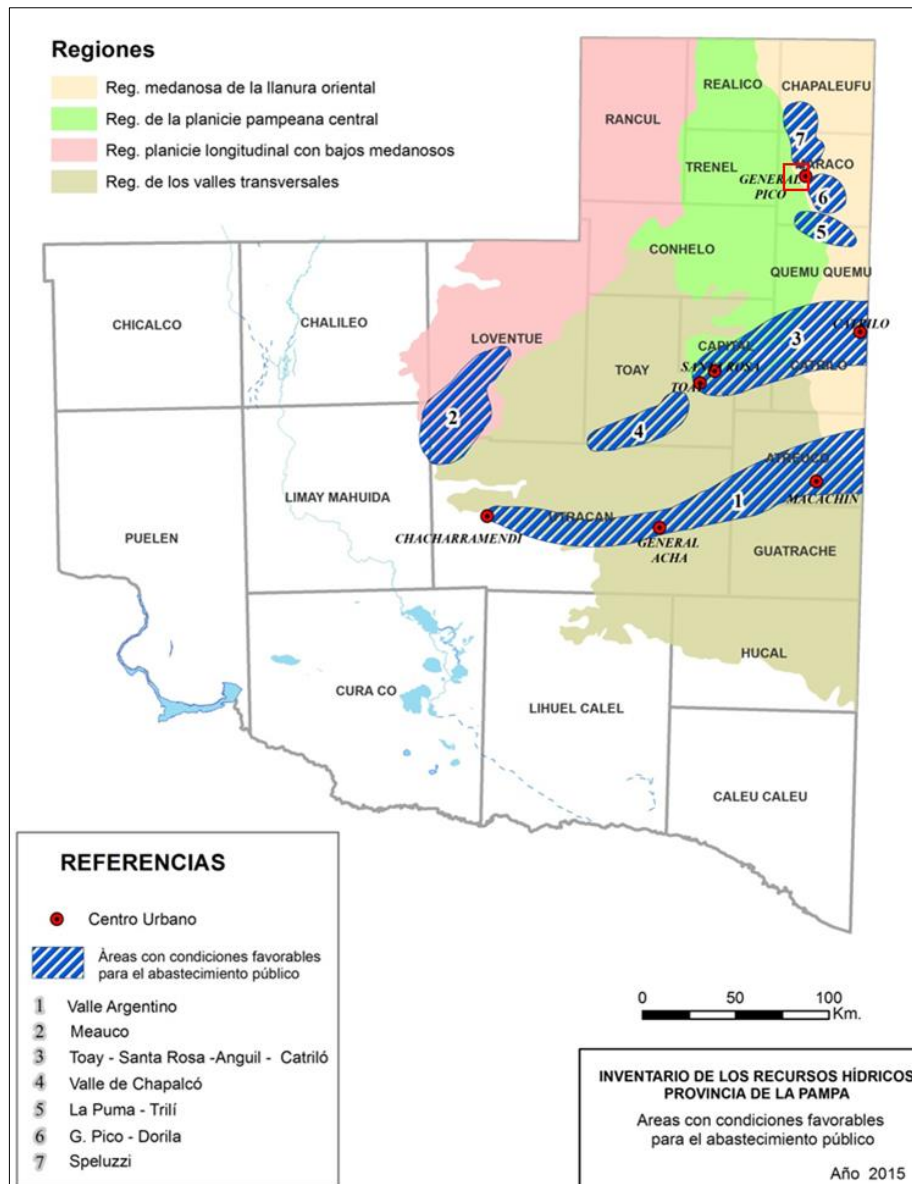 Regiones
Reg. medanosa de la llanura oriental
Reg. de la planicie pampeana central
Reg. planicie longitudinal con bajos medanosos
Reg. de los valles transversales
REALICO
CHAPALEUFU
RANCUL
7
TRENEL
MARACO
GENERAL
PICO
6
5
CONHELO
QUEMU QUEMU
CHICALCO
CHALILEO
LOVENTUE
TOAY
CAPITAL
3
CATRILO
SANTA ROSA
CATRILO
TOAY
2
4
ATREUCO
LIMAY MAHUIDA
1
MACACHIN
UTRACAN
PUELEN
CHACHARRAMENDI
GENERAL
ACHA
GUATRACHE
HUCAL
CURA CO
LIHUEL CALEL
CALEU CALEU
REFERENCIAS
Centro Urbano
Àreas con condiciones favorables
para el abastecimiento público
1 Valle Argentino
2 Meauco
3 Toay - Santa Rosa -Anguil - Catriló
4 Valle de Chapalcó
5 La Puma - Trilí
6 G. Pico - Dorila
7 Speluzzi
0 50 100
Km.
INVENTARIO DE LOS RECURSOS HÍDRICOS
PROVINCIA DE LA PAMPA
Areas con condiciones favorables
para el abastecimiento público
Año 2015